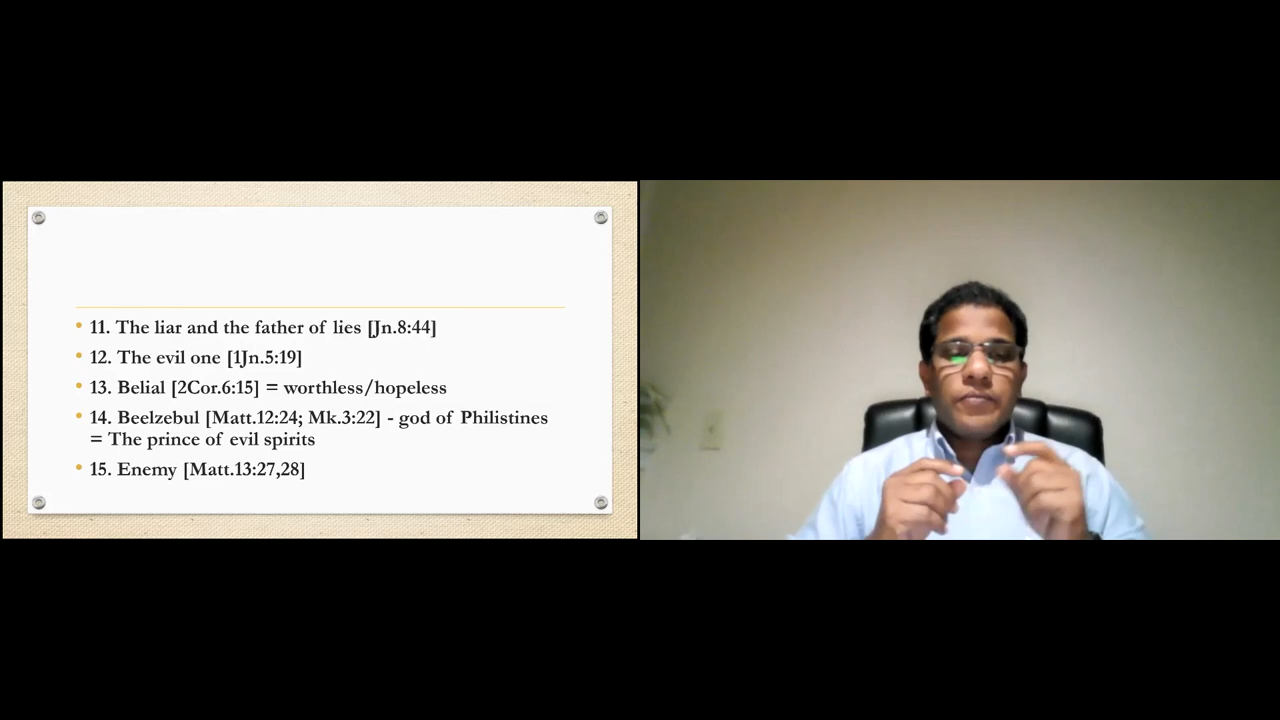 11. The liar and the father of lies [Jn.8:44]
12. The evil one [1Jn.5:19]
13. Belial [2Cor.6:15] = worthless/hopeless
14. Beelzebul [Matt.12:24; Mk.3:22] - god of Philistines
= The prince of evil spirits
15. Enemy [Matt.13:27,28]